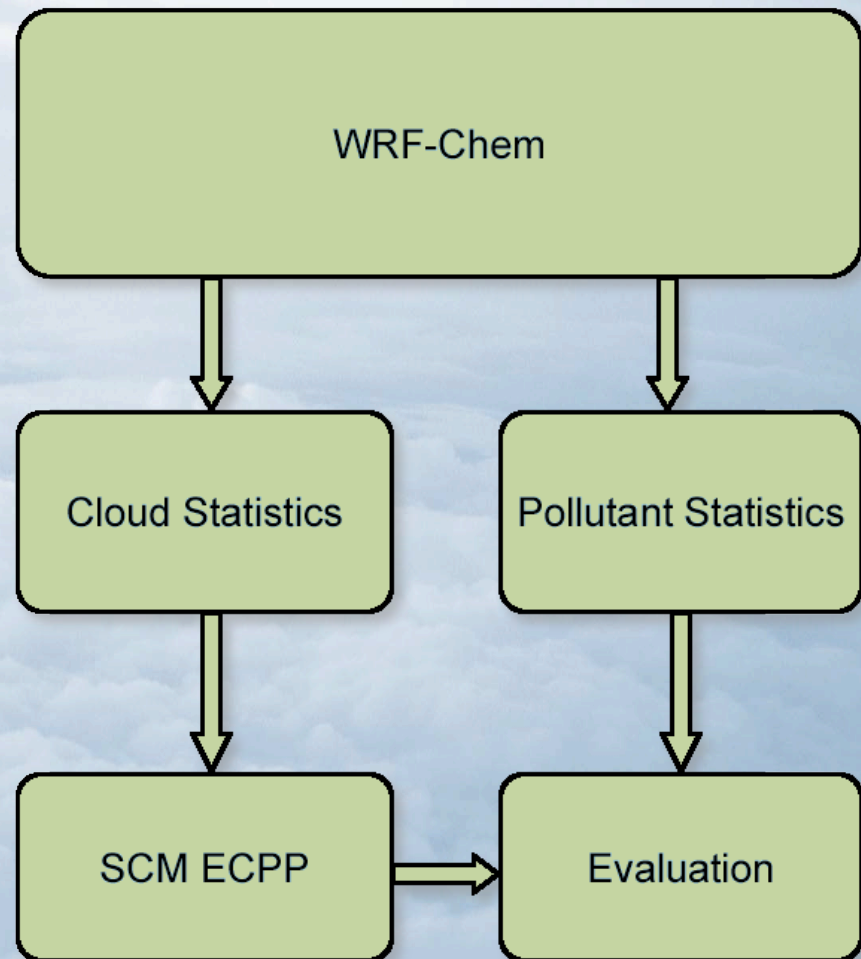 WRF-Chem
Cloud Statistics
Pollutant Statistics
SCM ECPP
Evaluation